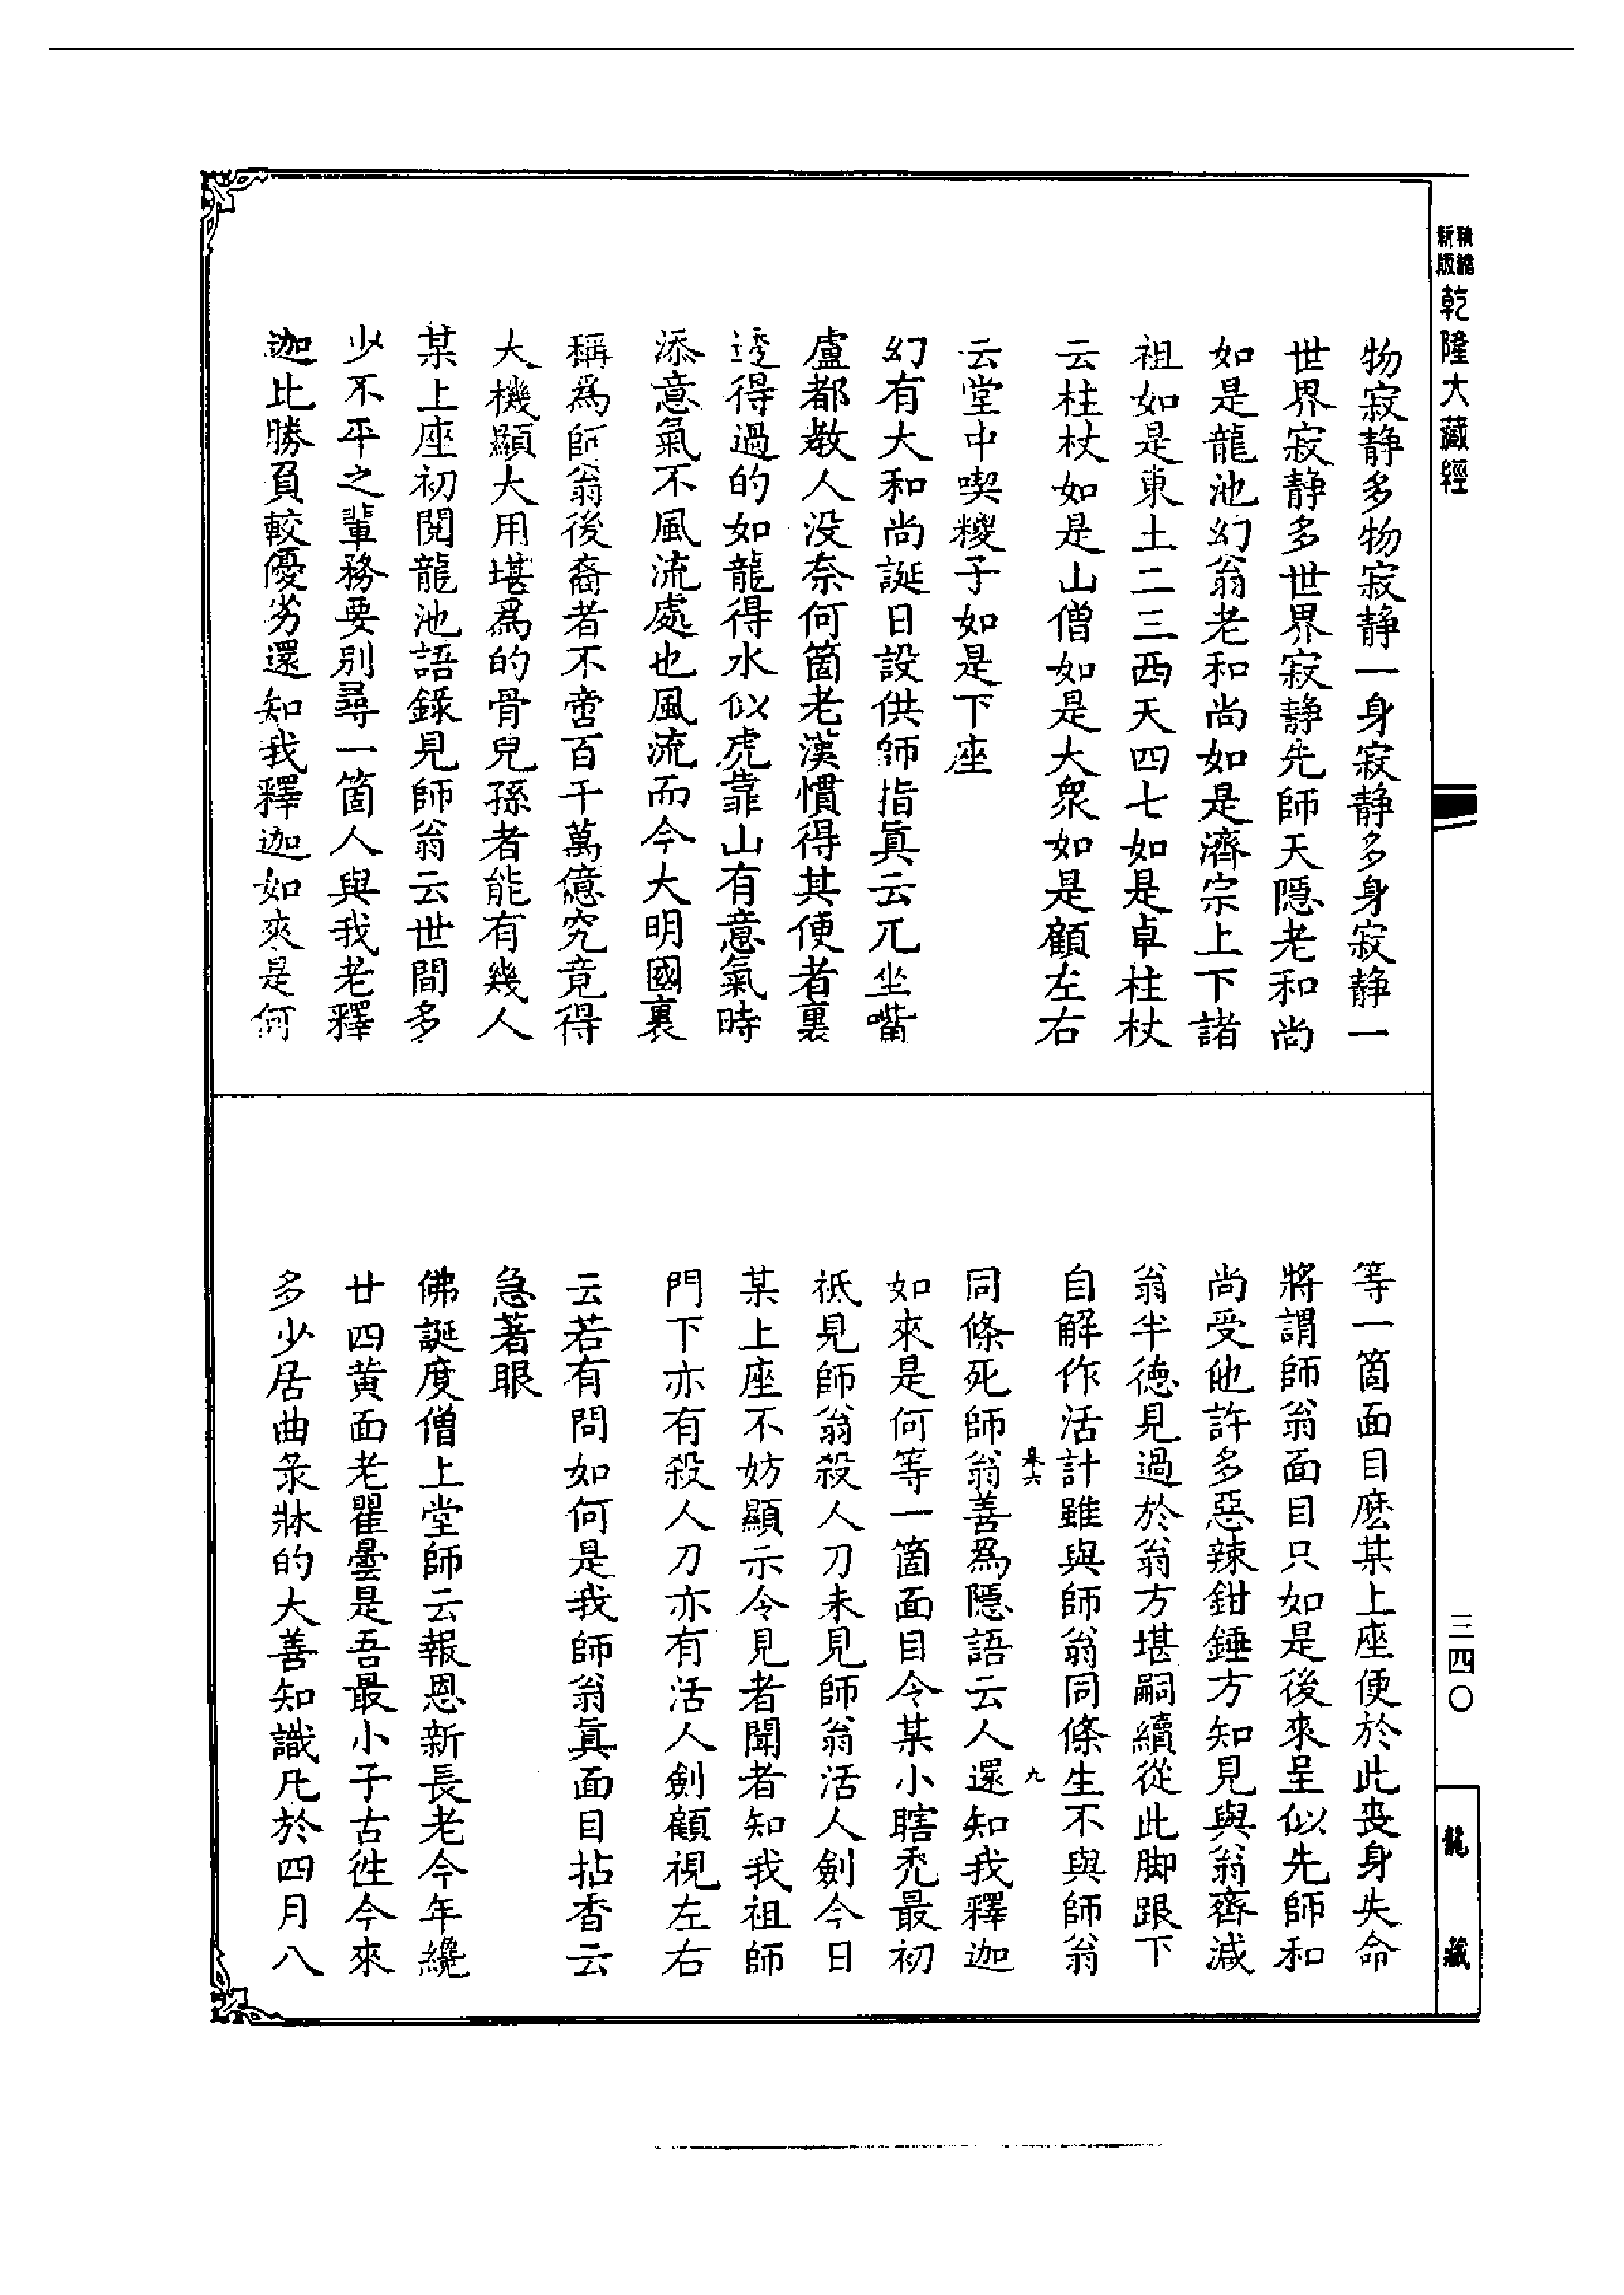 精縮新版乾隆大藏經
物寂静多物寂静一身寂静多身寂静一
世界寂静多世界寂静先師天隱老和尚
如是龍池幻翁老和尚如是濟宗上下諸
祖如是東土二三西天四七如是卓柱杖
云柱杖如是山僧如是大衆如是顧左右
云堂中喫糉子如是下座
幻有大和尚誕日設供師指眞云兀坐嘴
盧都教人没奈何箇老漢慣得其便者裏
透得過的如龍得水似虎靠山有意氣時
添意氣不風流處也風流而今大明國裏
稱爲師翁後裔者不啻百千萬億究竟得
大機顯大用堪爲的骨兒孫者能有幾人
某上座初閱龍池語錄見師翁云世間多
少不平之輩務要別尋一箇人與我老釋
迦比勝負較優劣還知我釋迦如來是何
等一箇面目麽某上座便於此喪身失命
將謂師翁面目只如是後來呈似先師和
尚受他許多惡辣鉗錘方知見與翁齊減
翁半德見過於翁方堪嗣續從此脚跟下
自解作活計雖與師翁同條生不與師翁
同條死師翁善爲隱語云人還知我釋迦
如來是何等一箇面目今某小瞎禿最初
祇見師翁殺人刀未見師翁活人劍今日
某上座不妨顯示令見者聞者知我祖師
門下亦有殺人刀亦有活人劍顧視左右
云若有問如何是我師翁眞面目拈香云
急著眼
佛誕度僧上堂師云報恩新長老今年纔
廿四黃面老瞿曇是吾最小子古徃今來
多少居曲彔牀的大善知識凡於四月八
三四〇
龍藏